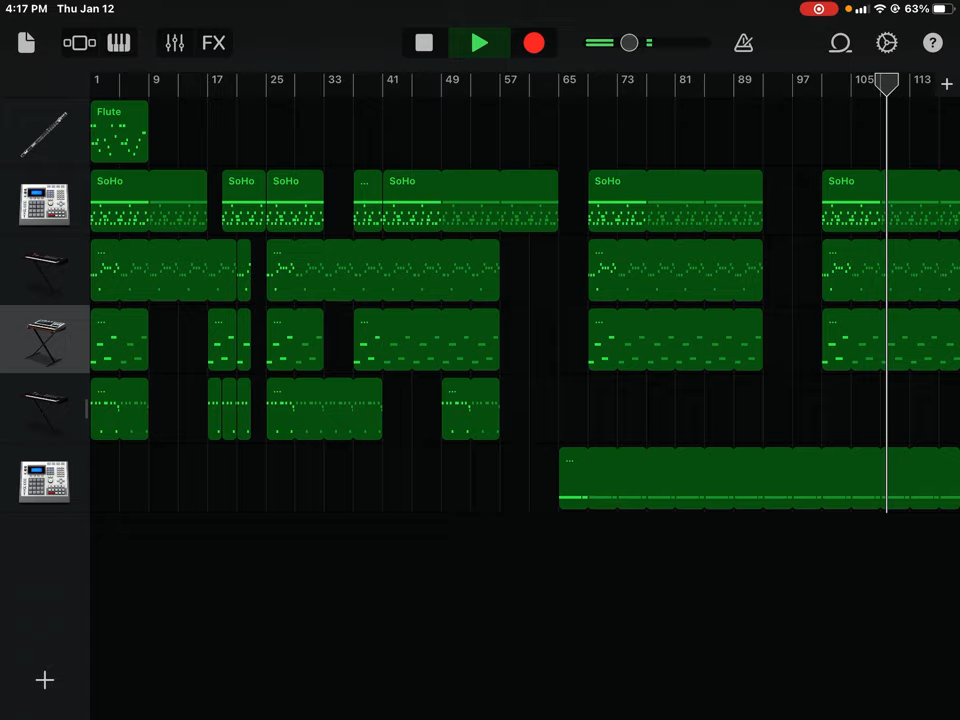 4:17 PM Thu Jan 12 63%
FX ?
1 9 17 25 33 41 49 57 65 73 81 89 97 105 113 +
Flute
SoHo SoHo SoHo ... SoHo SoHo SoHo
... ... ... ...
... ... ... ... ... ...
... ... ...
...
+